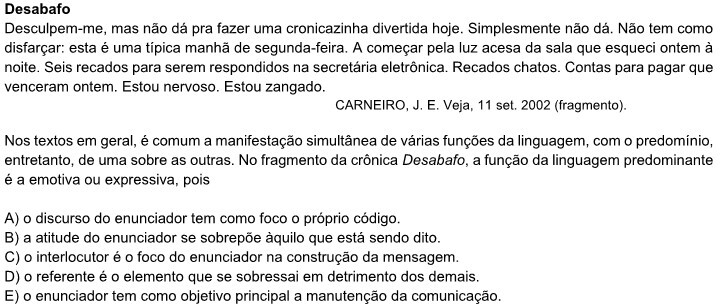 Desabafo
Desculpem-me, mas não dá pra fazer uma cronicazinha divertida hoje. Simplesmente não dá. Não tem como
disfarçar: esta é uma típica manhã de segunda-feira. A começar pela luz acesa da sala que esqueci ontem à
noite. Seis recados para serem respondidos na secretária eletrônica. Recados chatos. Contas para pagar que
venceram ontem. Estou nervoso. Estou zangado.
CARNEIRO, J. E. Veja, 11 set. 2002 (fragmento).
Nos textos em geral, é comum a manifestação simultânea de várias funções da linguagem, com o predomínio,
entretanto, de uma sobre as outras. No fragmento da crônica Desabafo, a função da linguagem predominante
é a emotiva ou expressiva, pois
A) o discurso do enunciador tem como foco o próprio código.
B) a atitude do enunciador se sobrepõe àquilo que está sendo dito.
C) o interlocutor é o foco do enunciador na construção da mensagem.
D) o referente é o elemento que se sobressai em detrimento dos demais.
E) o enunciador tem como objetivo principal a manutenção da comunicação.